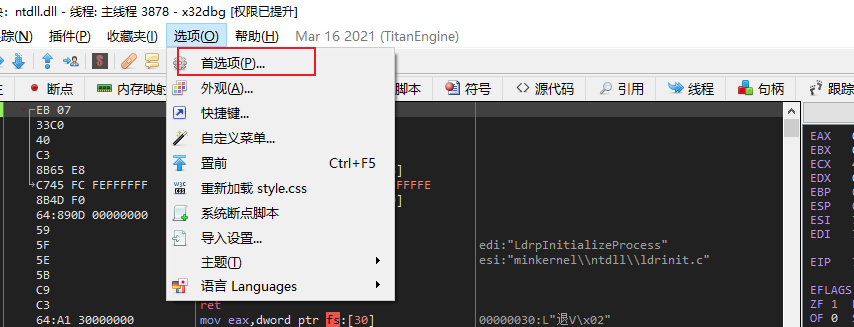 块: ntdll.dll - 线程: 主线程 3878 - x32dbg [权限已提升]
踪(N) 插件(P) 收藏夹(I) 选项(O) 帮助(H) Mar 16 2021 (TitanEngine)
首选项(P)...
外观(A)...
快捷键...
自定义菜单...
置前 Ctrl+F5
重新加载 style.css
系统断点脚本
导入设置...
主题(T)
语言 Languages
断点 内存映射 脚本 符号 <> 源代码 引用 线程 句柄 跟踪
EB 07
33C0
40
C3
8B65 E8 ]
C745 FC FEFFFFFF FFFFFE
8B4D F0 ]
64:890D 00000000
59
5F edi:"LdrpInitializeProcess"
5E esi:"minkernel\\ntdll\\ldrinit.c"
5B
C9
C3 ret
64:A1 30000000 mov eax,dword ptr fs:[30] 00000030:L"退V\x02"
EAX
EBX
ECX
EDX
EBP
ESP
ESI
EDI
EIP
EFLAGS
ZF 1
OF 0